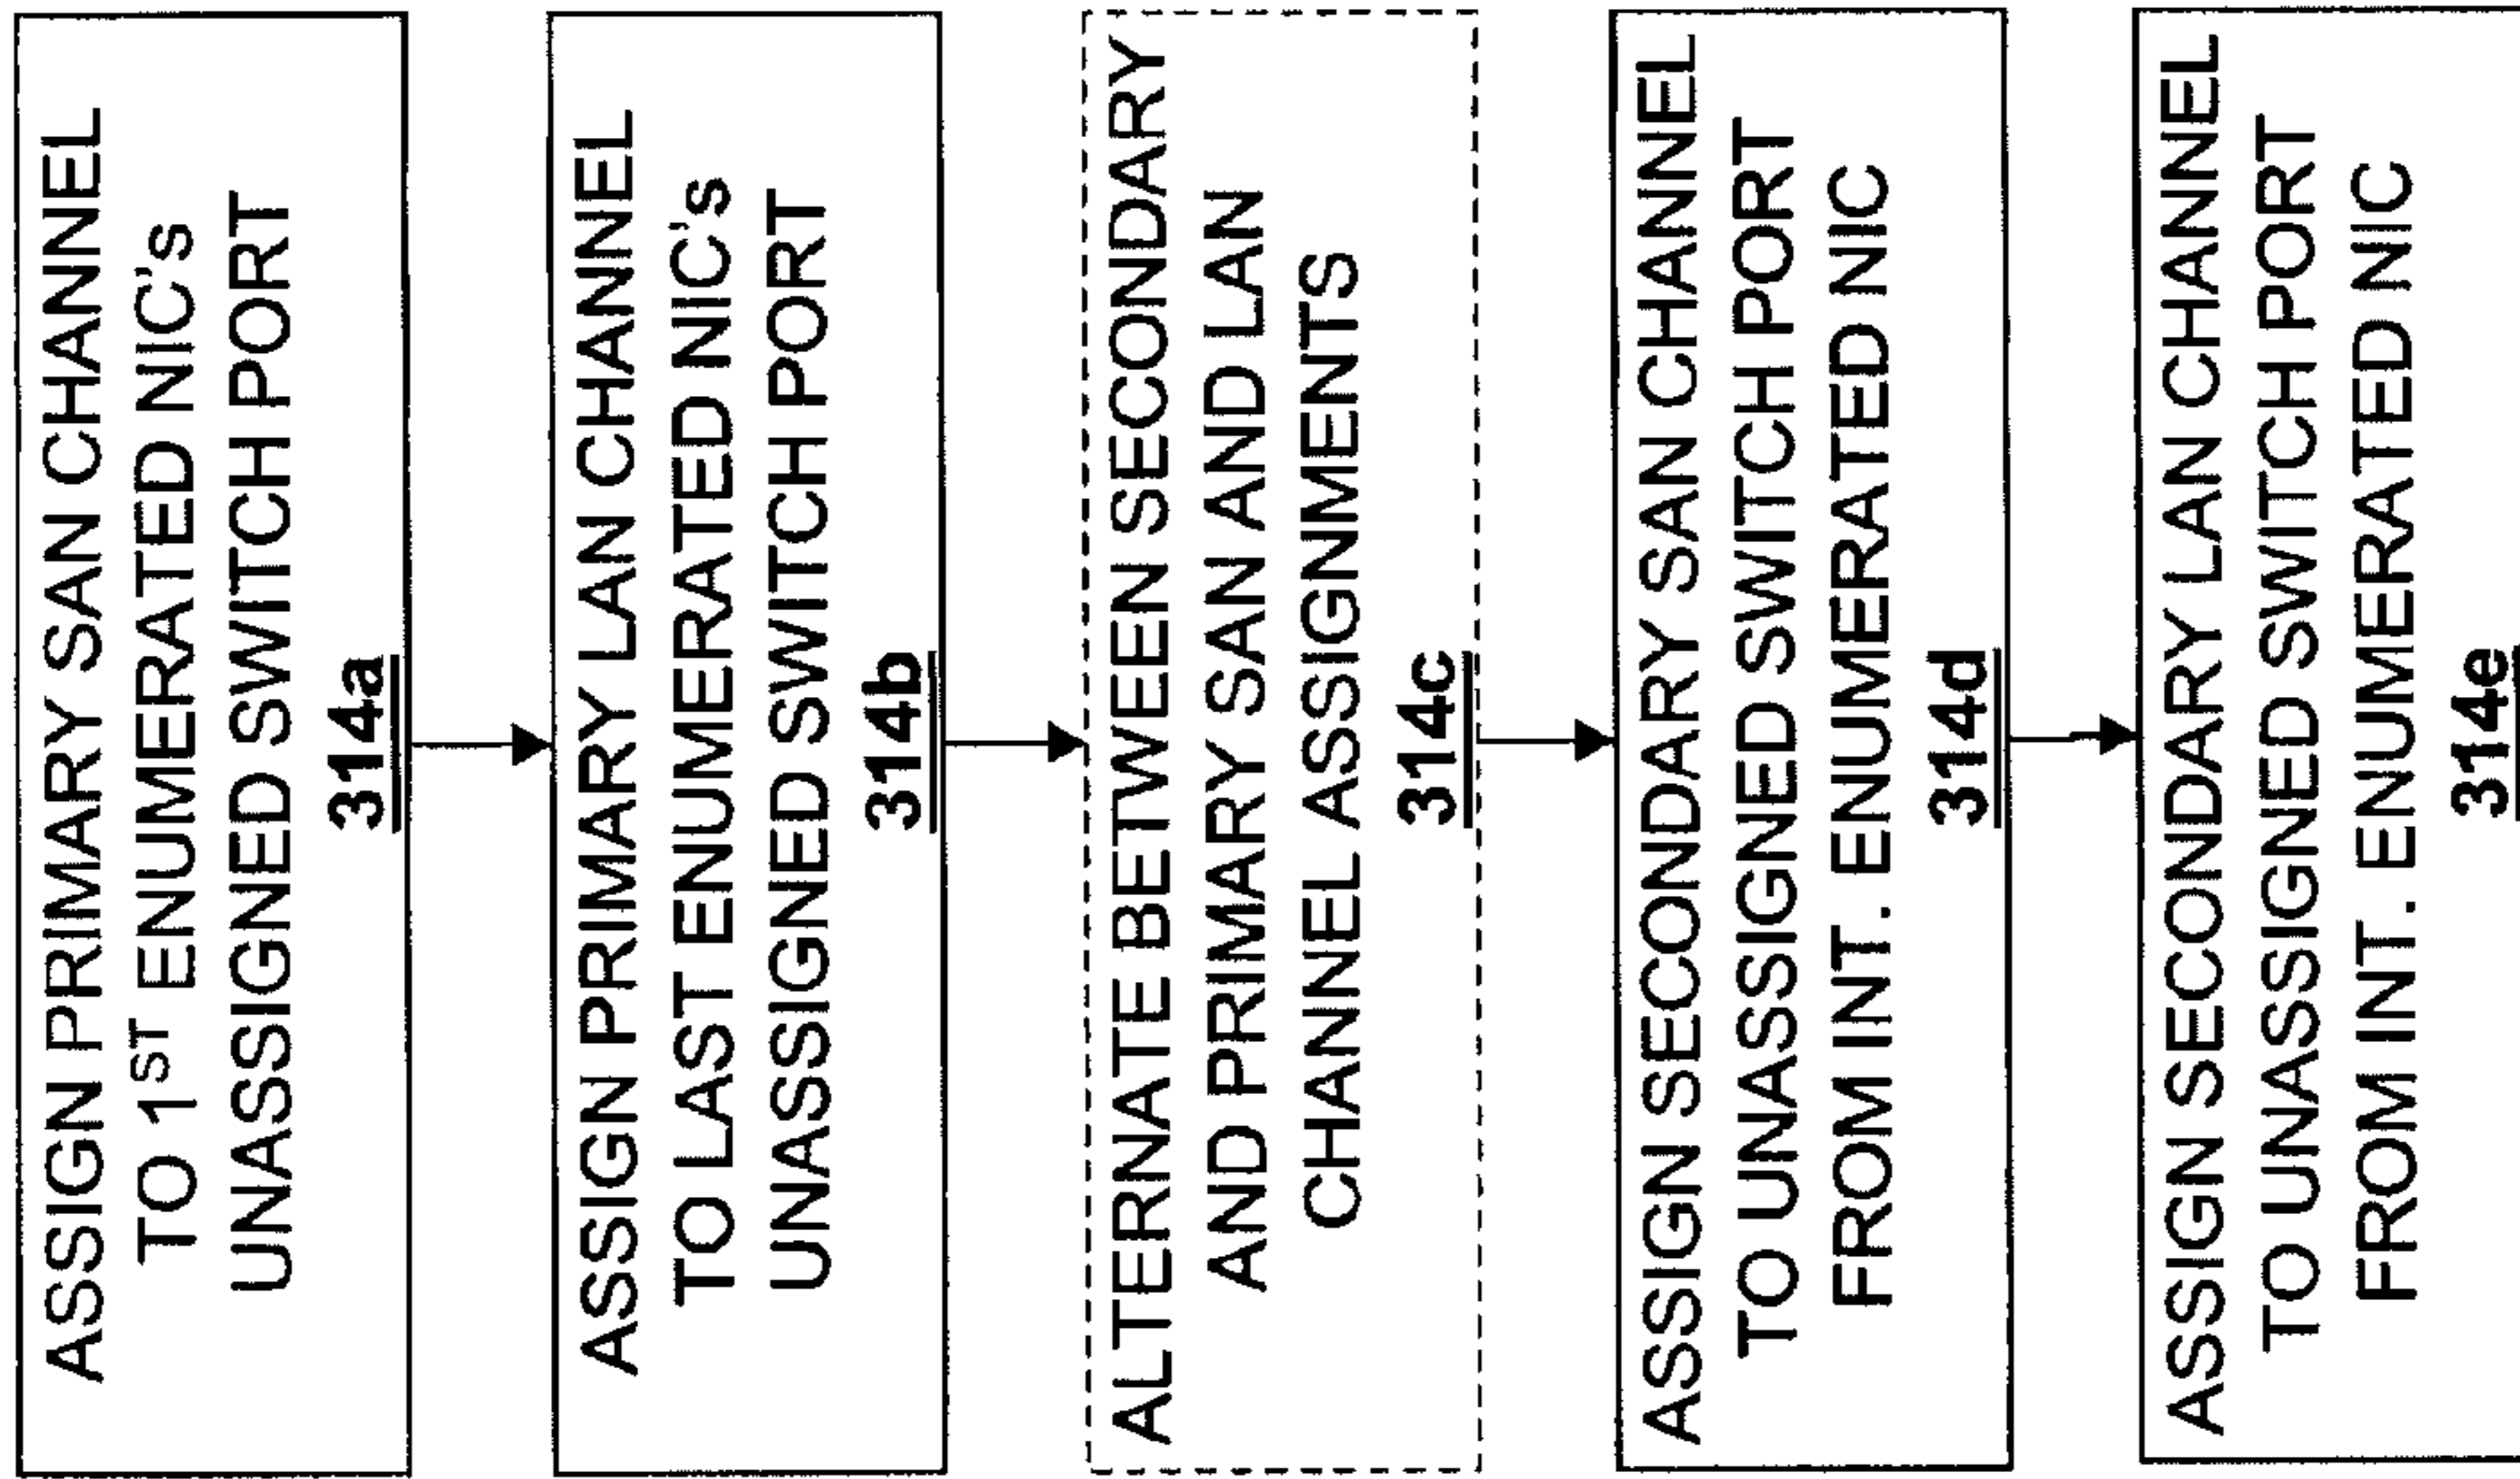 ASSIGN PRIMARY SAN CHANNEL
TO 1ST ENUMERATED NIC's
UNASSIGNED SWITCH PORT
314a
ASSIGN PRIMARY LAN CHANNEL
TO LAST ENUMERATED NIC's
UNASSIGNED SWITCH PORT
314b
ALTERNATE BETWEEN SECONDARY
AND PRIMARY SAN AND LAN
CHANNEL ASSIGNMENTS
314c
ASSIGN SECONDARY SAN CHANNEL
TO UNASSIGNED SWITCH PORT
FROM INT. ENUMERATED NIC
314d
ASSIGN SECONDARY LAN CHANNEL
TO UNASSIGNED SWITCH PORT
FROM INT. ENUMERATED NIC
314e